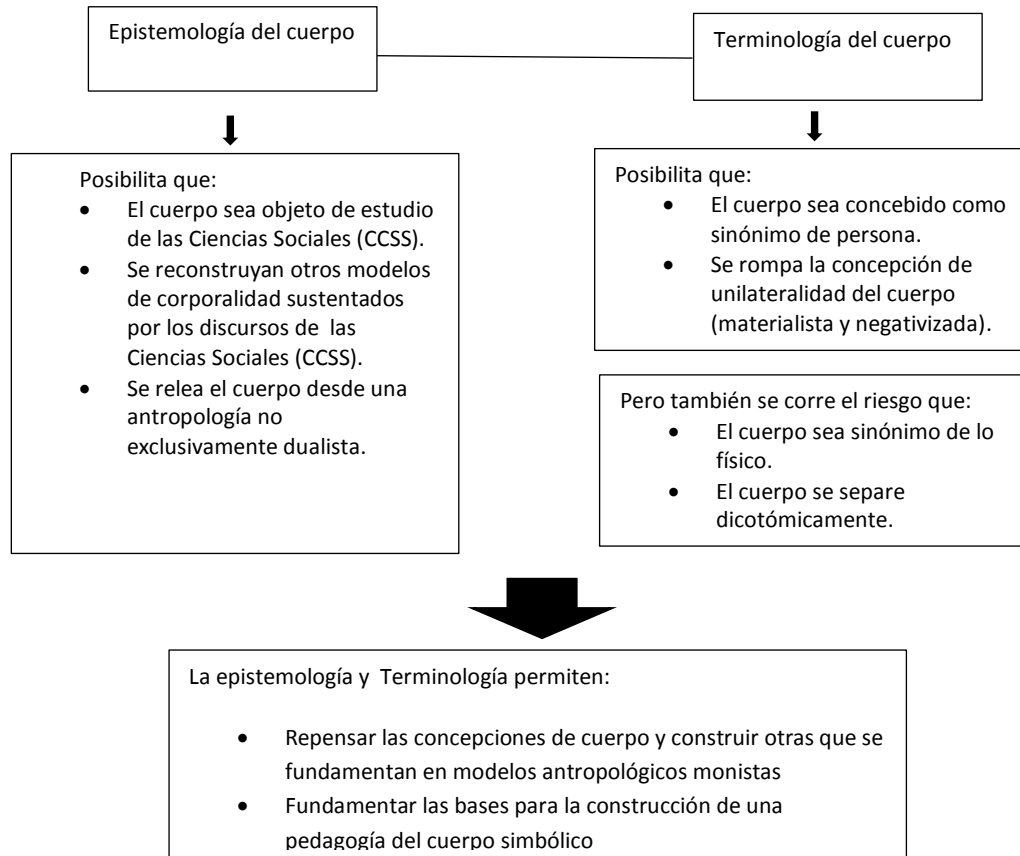 Epistemología del cuerpo
Terminología del cuerpo
Posibilita que:
• El cuerpo sea objeto de estudio
de las Ciencias Sociales (CCSS).
• Se reconstruyan otros modelos
de corporalidad sustentados
por los discursos de las
Ciencias Sociales (CCSS).
• Se relea el cuerpo desde una
antropología no
exclusivamente dualista.
Posibilita que:
• El cuerpo sea concebido como
sinónimo de persona.
• Se rompa la concepción de
unilateralidad del cuerpo
(materialista y negativizada).
Pero también se corre el riesgo que:
• El cuerpo sea sinónimo de lo
físico.
• El cuerpo se separe
dicotómicamente.
La epistemología y Terminología permiten:
• Repensar las concepciones de cuerpo y construir otras que se
fundamentan en modelos antropológicos monistas
• Fundamentar las bases para la construcción de una
pedagogía del cuerpo simbólico